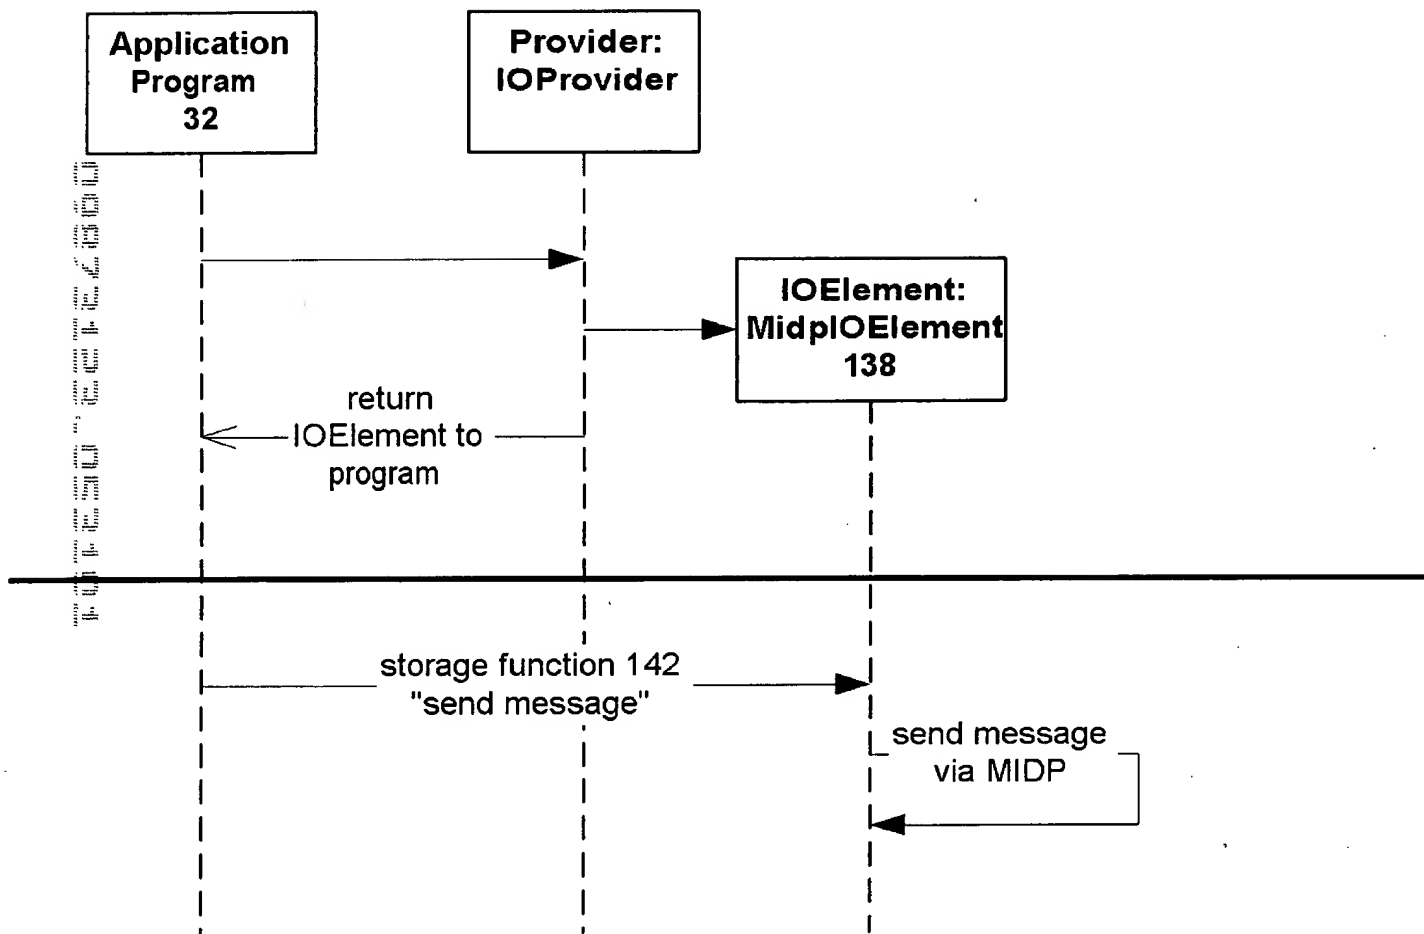 Application
Program
32
Provider:
IOProvider
IOElement:
MidpIOElement
138
return
IOElement to
program
storage function 142
"send message"
send message
via MIDP